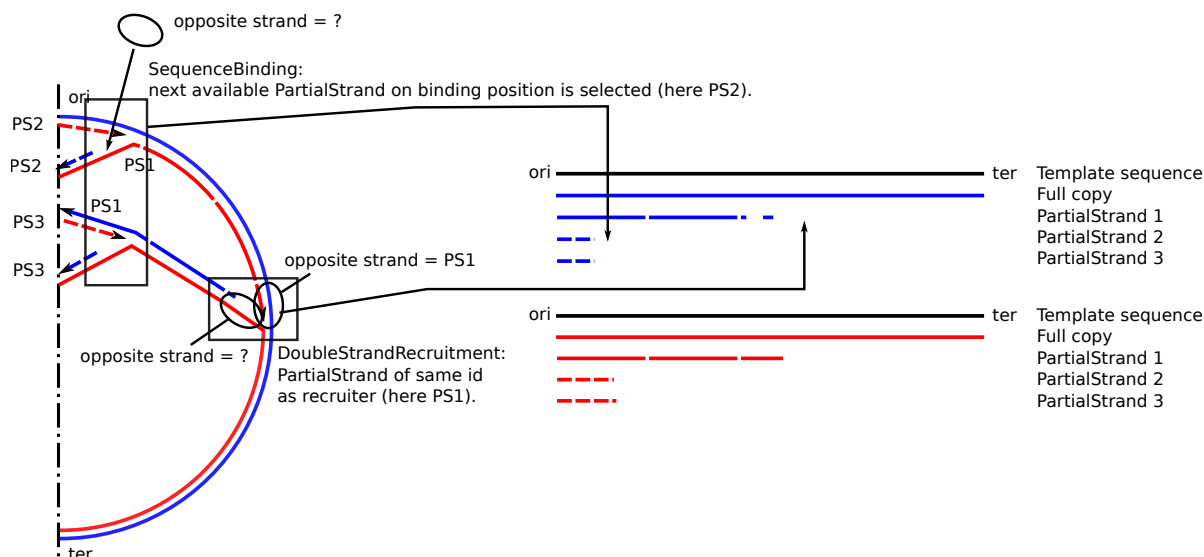 opposite strand = ?
SequenceBinding:
next available PartialStrand on binding position is selected (here PS2).
ori
PS2
PS2
PS1
PS1
PS3
PS3
opposite strand = PS1
opposite strand = ?
DoubleStrandRecruitment:
PartialStrand of same id
as recruiter (here PS1).
ter
ori
ter
Template sequence
Full copy
PartialStrand 1
PartialStrand 2
PartialStrand 3
ori
ter
Template sequence
Full copy
PartialStrand 1
PartialStrand 2
PartialStrand 3